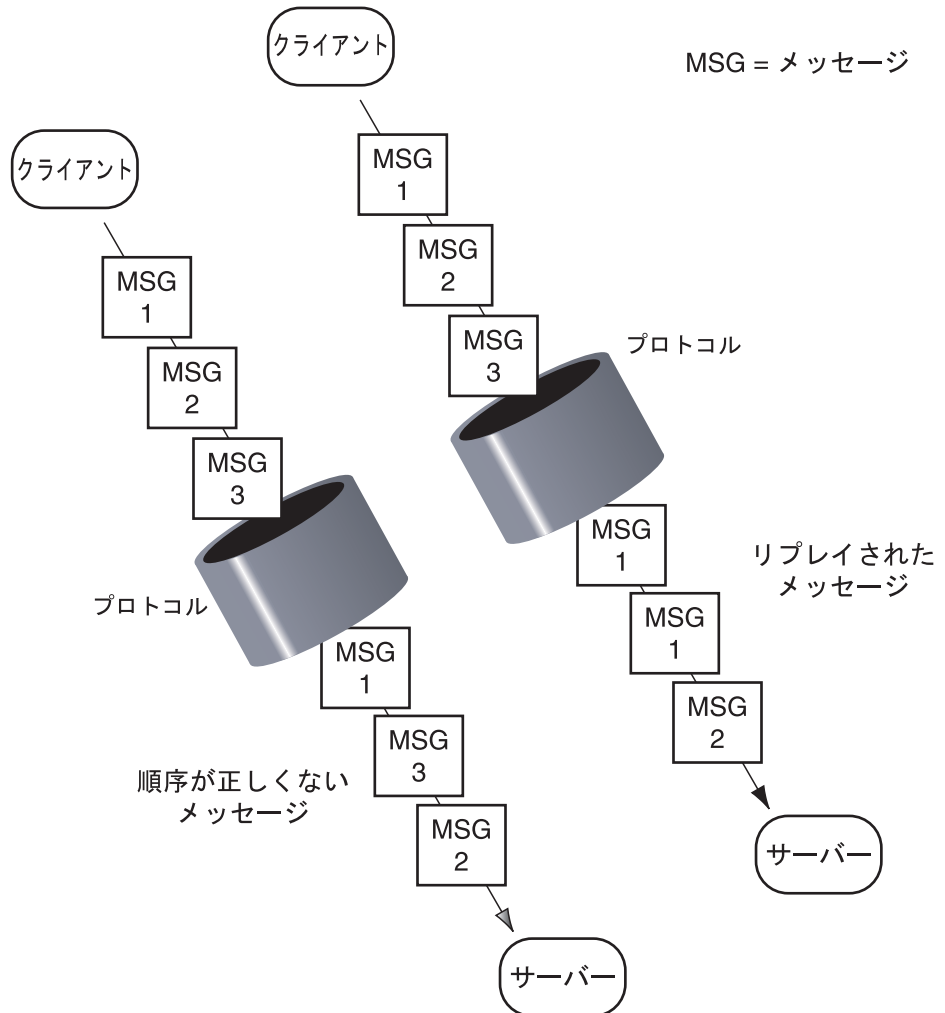 クライアント
MSG = メッセージ
MSG
1
MSG
2
MSG
3
プロトコル
MSG
1
リプレイされた
メッセージ
MSG
1
MSG
2
サーバー
クライアント
MSG
1
MSG
2
MSG
3
プロトコル
MSG
1
MSG
3
順序が正しくない
メッセージ
MSG
2
サーバー